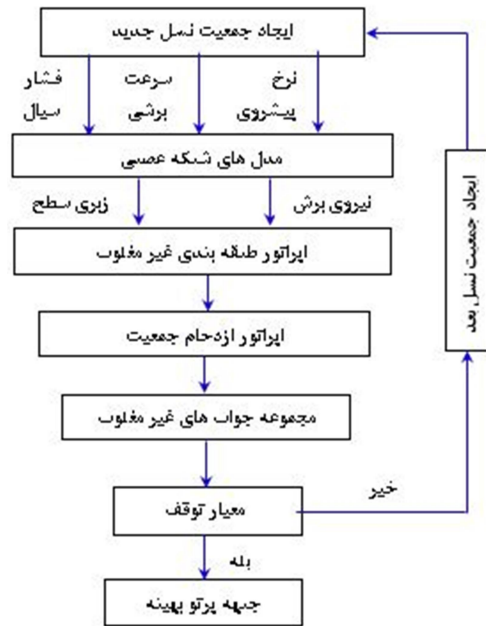 ایجاد جمعیت نسل جدید
نرخ
پیشروی
سرعت
برشی
فشار
سیال
مدل های شبکه عصبی
نیروی برش
زبری سطح
اپراتور طبقه بندی غیر مغلوب
اپراتور ازدحام جمعیت
مجموعه جواب های غیر مغلوب
معیار توقف
خیر
ایجاد جمعیت نسل بعد
بله
جبهه پرتو بهینه